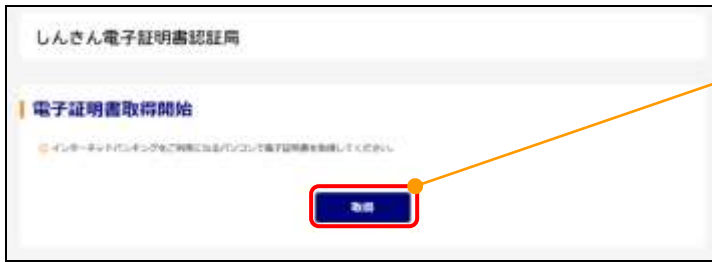 しんきん電子証明書認証局
電子証明書取得開始
インターネットバンキングをご利用になるパソコンで電子証明書を取得してください。
取得